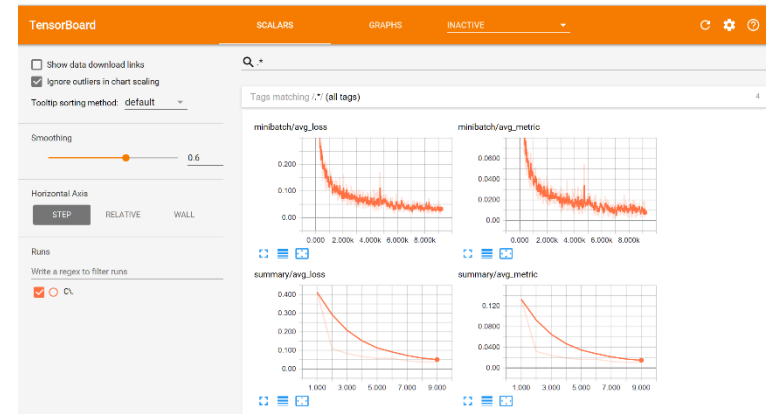 TensorBoard
SCALARS
GRAPHS
INACTIVE
Show data download links
Ignore outliers in chart scaling
Tooltip sorting method: default
Smoothing
0.6
Horizontal Axis
STEP RELATIVE WALL
Runs
Write a regex to filter runs
C\.
.*
Tags matching /.*/ (all tags)
4
minibatch/avg_loss
0.200
0.100
0.00
0.000 2.000k 4.000k 6.000k 8.000k
minibatch/avg_metric
0.0600
0.0400
0.0200
0.00
0.000 2.000k 4.000k 6.000k 8.000k
summary/avg_loss
0.400
0.300
0.200
0.100
0.00
1.000 3.000 5.000 7.000 9.000
summary/avg_metric
0.120
0.0800
0.0400
0.00
1.000 3.000 5.000 7.000 9.000